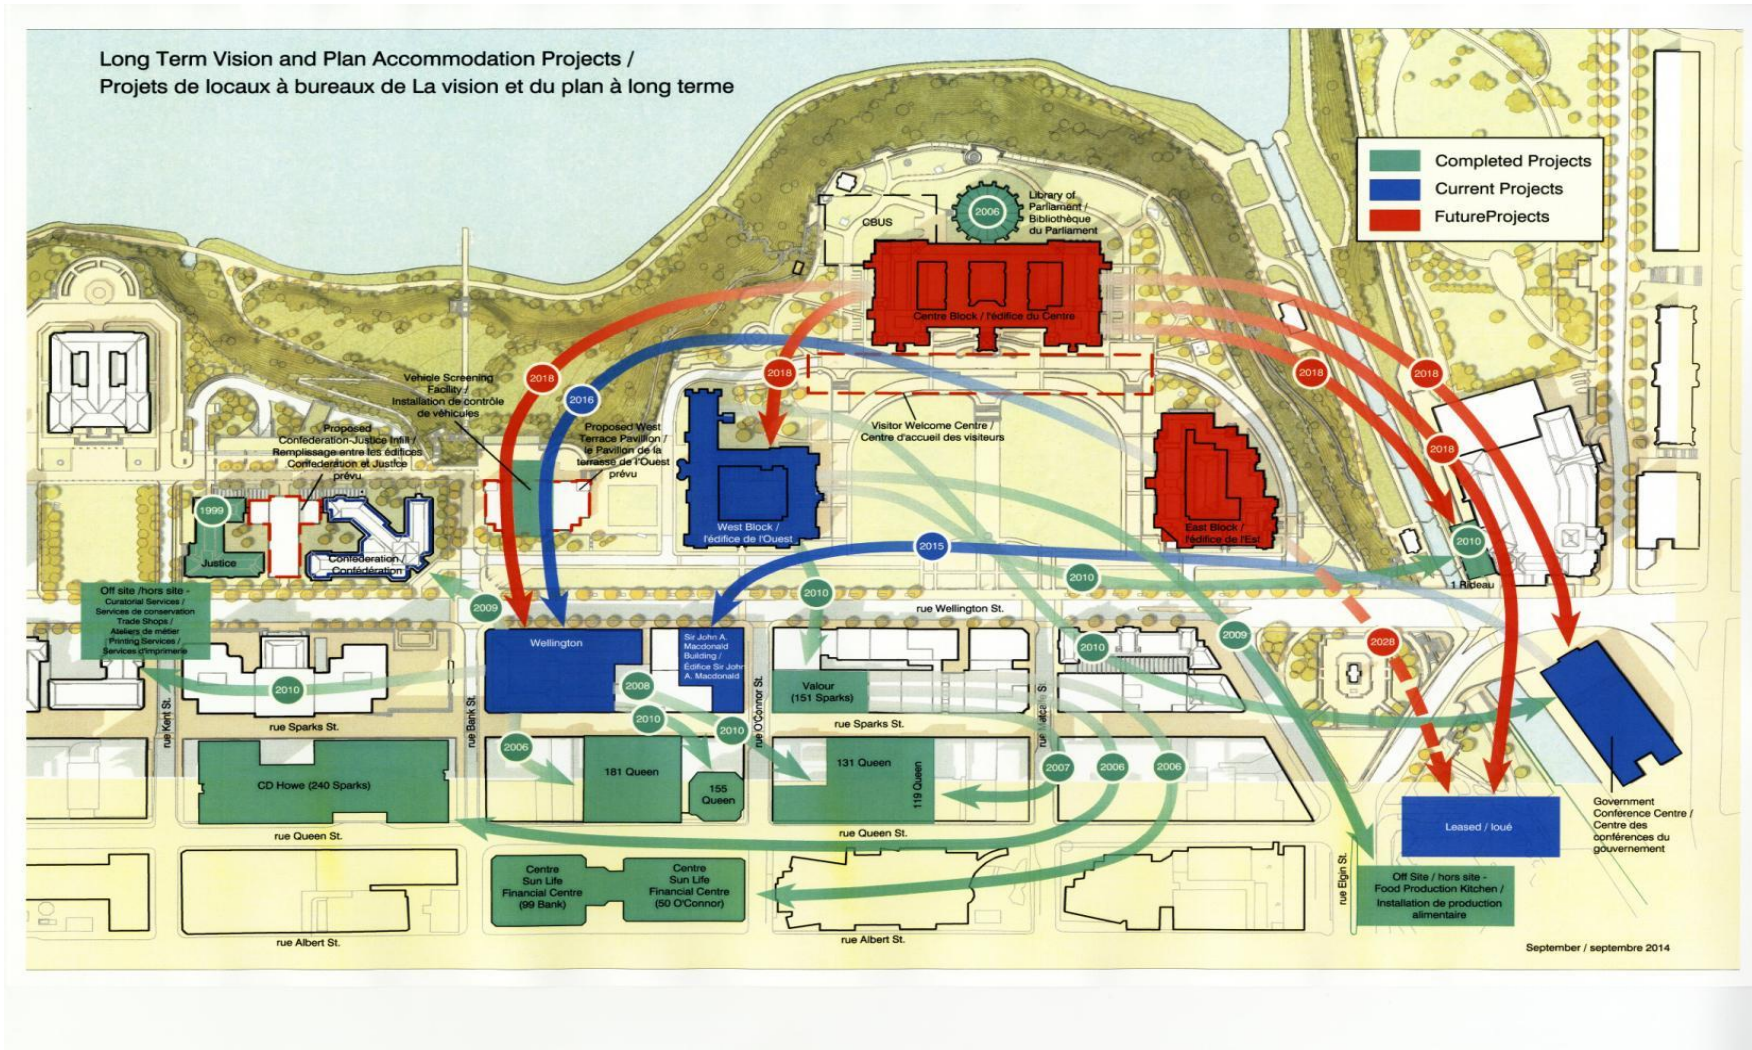 Long Term Vision and Plan Accommodation Projects /
Projets de locaux à bureaux de La vision et du plan à long terme
Completed Projects
Current Projects
FutureProjects
CBUS
2006
Library of
Parliament /
Bibliothèque
du Parliament
Centre Block / l'édifice du Centre
2018
2016
2018
2018
2018
2018
Vehicle Screening
Facility /
Installation de contrôle
de véhicules
Proposed
Confederation-Justice Infill /
Remplissage entre les édifices
Confederation et Justice
prévu
Proposed West
Terrace Pavillion /
le Pavillon de la
terrasse de l'Ouest
prévu
Visitor Welcome Centre /
Centre d'accueil des visiteurs
1999
Justice
Confederation /
Confédération
West Block /
l'édifice de l'Ouest
East Block /
l'édifice de l'Est
2015
2010
2010
2010
1 Rideau
Off site /hors site -
Curatorial Services /
Services de conservation
Trade Shops /
Ateliers de métier
Printing Services /
Services d'imprimerie
2009
rue Wellington St.
2009
2010
2028
Wellington
Sir John A.
Macdonald
Building /
Édifice Sir John
A. Macdonald
2010
2008
2010
2010
2006
Valour
(151 Sparks)
rue Kent St.
rue Bank St.
rue O'Connor St.
rue Sparks St.
rue Sparks St.
CD Howe (240 Sparks)
181 Queen
155
Queen
131 Queen
119 Queen
2007
2006
2006
rue Queen St.
rue Queen St.
Government
Conference Centre /
Centre des
conférences du
gouvernement
Leased / loué
Centre
Sun Life
Financial Centre
(99 Bank)
Centre
Sun Life
Financial Centre
(50 O'Connor)
rue Elgin St.
Off Site / hors site -
Food Production Kitchen /
Installation de production
alimentaire
rue Albert St.
rue Albert St.
September / septembre 2014